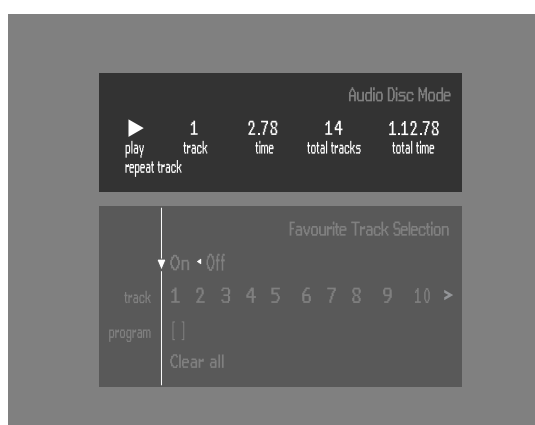 Audio Disc Mode
1 2.78 14 1.12.78
play track time total tracks total time
repeat track
Favourite Track Selection
On Off
track 1 2 3 4 5 6 7 8 9 10 >
program [ ]
Clear all